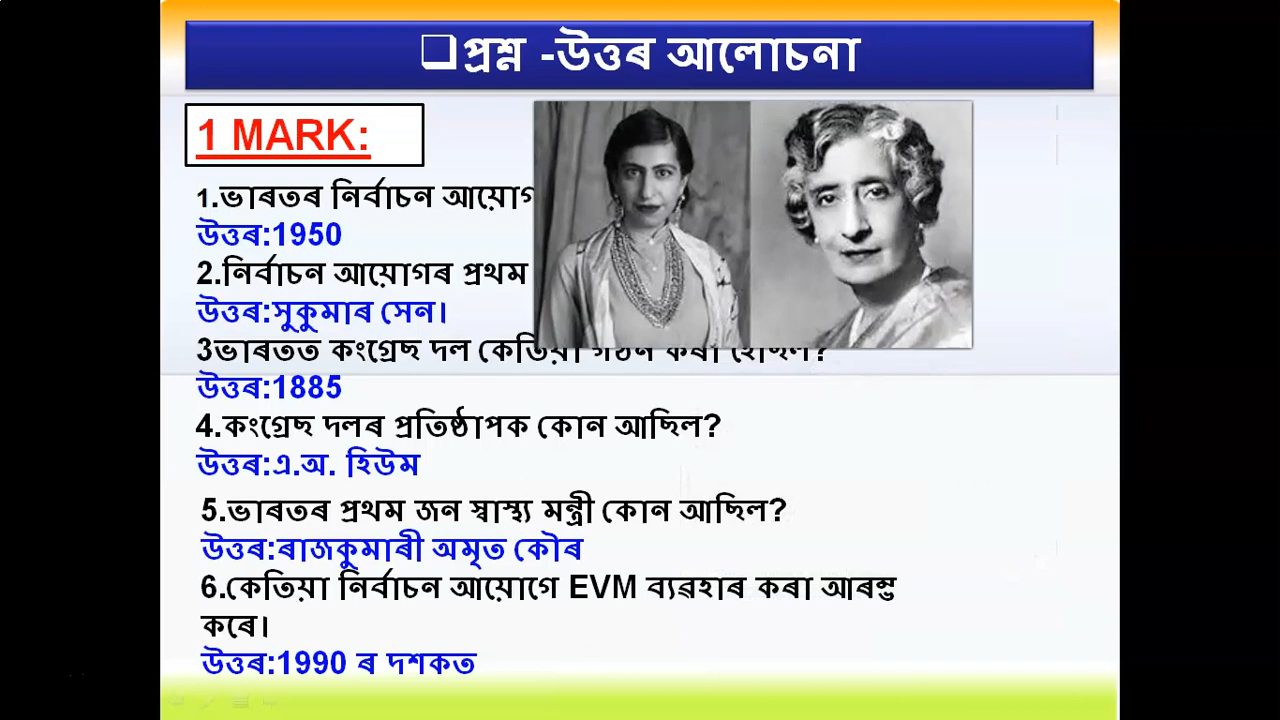 প্ৰশ্ন -উত্তৰ আলোচনা
1 MARK:
1.ভাৰতৰ নিৰ্বাচন আয়োগ
উত্তৰ:1950
2.নিৰ্বাচন আয়োগৰ প্ৰথম
উত্তৰ:সুকুমাৰ সেন।
3ভাৰতত কংগ্ৰেছ দল কেতিয়া গঠন কৰা হৈছিল?
উত্তৰ:1885
4.কংগ্ৰেছ দলৰ প্ৰতিষ্ঠাপক কোন আছিল?
উত্তৰ:এ.অ. হিউম
5.ভাৰতৰ প্ৰথম জন স্বাস্থ্য মন্ত্ৰী কোন আছিল?
উত্তৰ:ৰাজকুমাৰী অমৃত কৌৰ
6.কেতিয়া নিৰ্বাচন আয়োগে EVM ব্যৱহাৰ কৰা আৰম্ভ
কৰে।
উত্তৰ:1990 ৰ দশকত